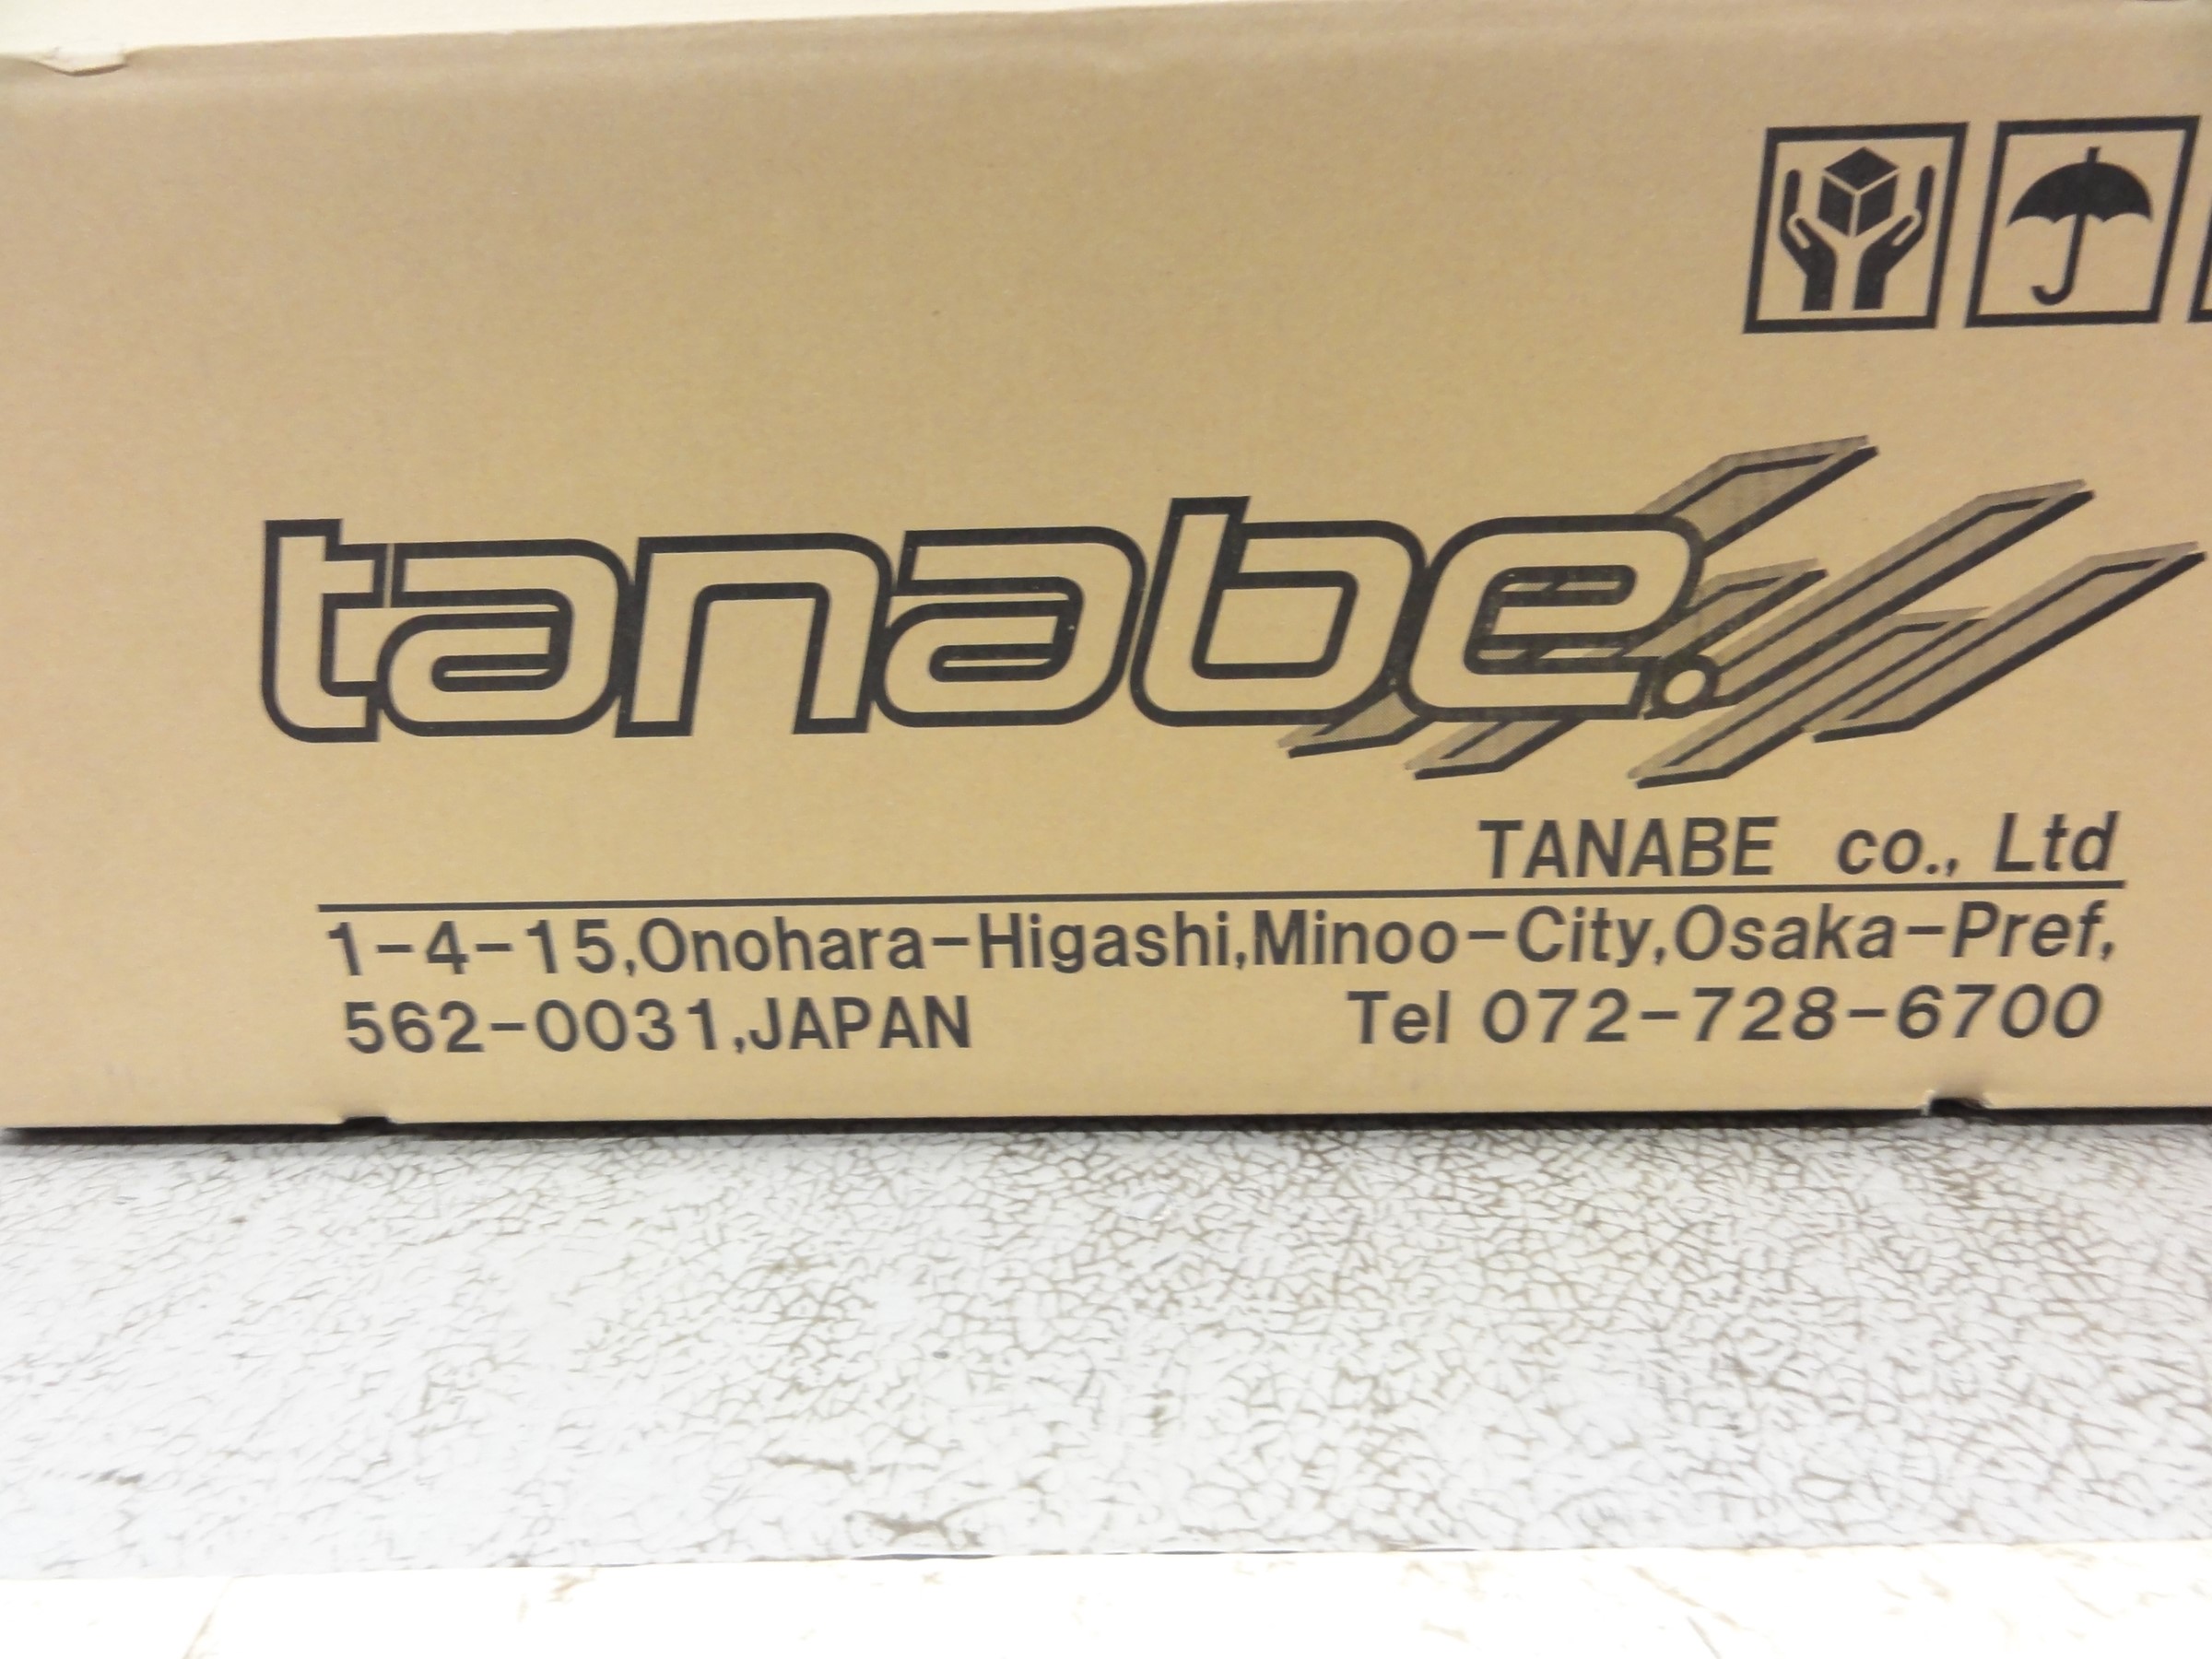 tanabe.
TANABE co., Ltd
1-4-15,Onohara-Higashi,Minoo-City,Osaka-Pref,
562-0031,JAPAN Tel 072-728-6700